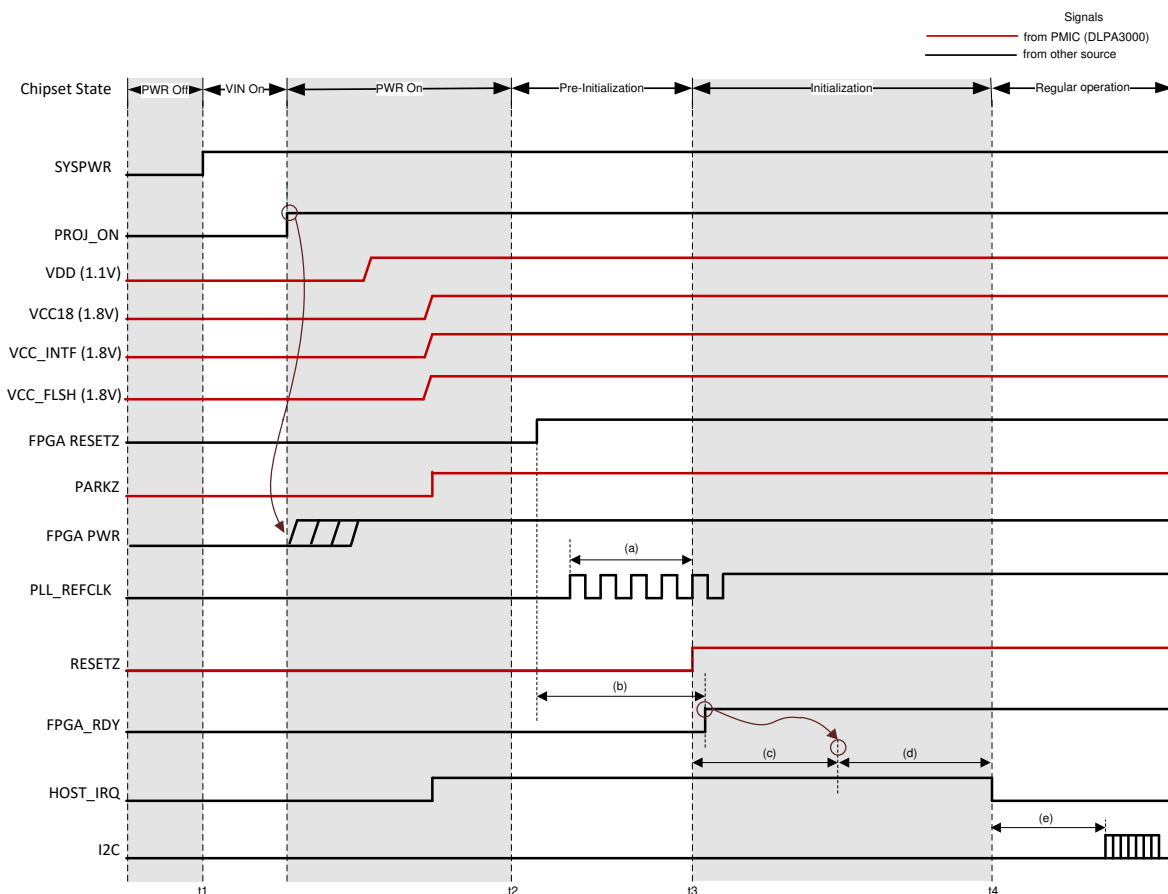 Signals
from PMIC (DLPA3000)
from other source
Chipset State
PWR Off
VIN On
PWR On
Pre-Initialization
Initialization
Regular operation
SYSPWR
PROJ_ON
VDD (1.1V)
VCC18 (1.8V)
VCC_INTF (1.8V)
VCC_FLSH (1.8V)
FPGA RESETZ
PARKZ
FPGA PWR
(a)
PLL_REFCLK
RESETZ
(b)
FPGA_RDY
(c)
(d)
HOST_IRQ
(e)
I2C
t1
t2
t3
t4